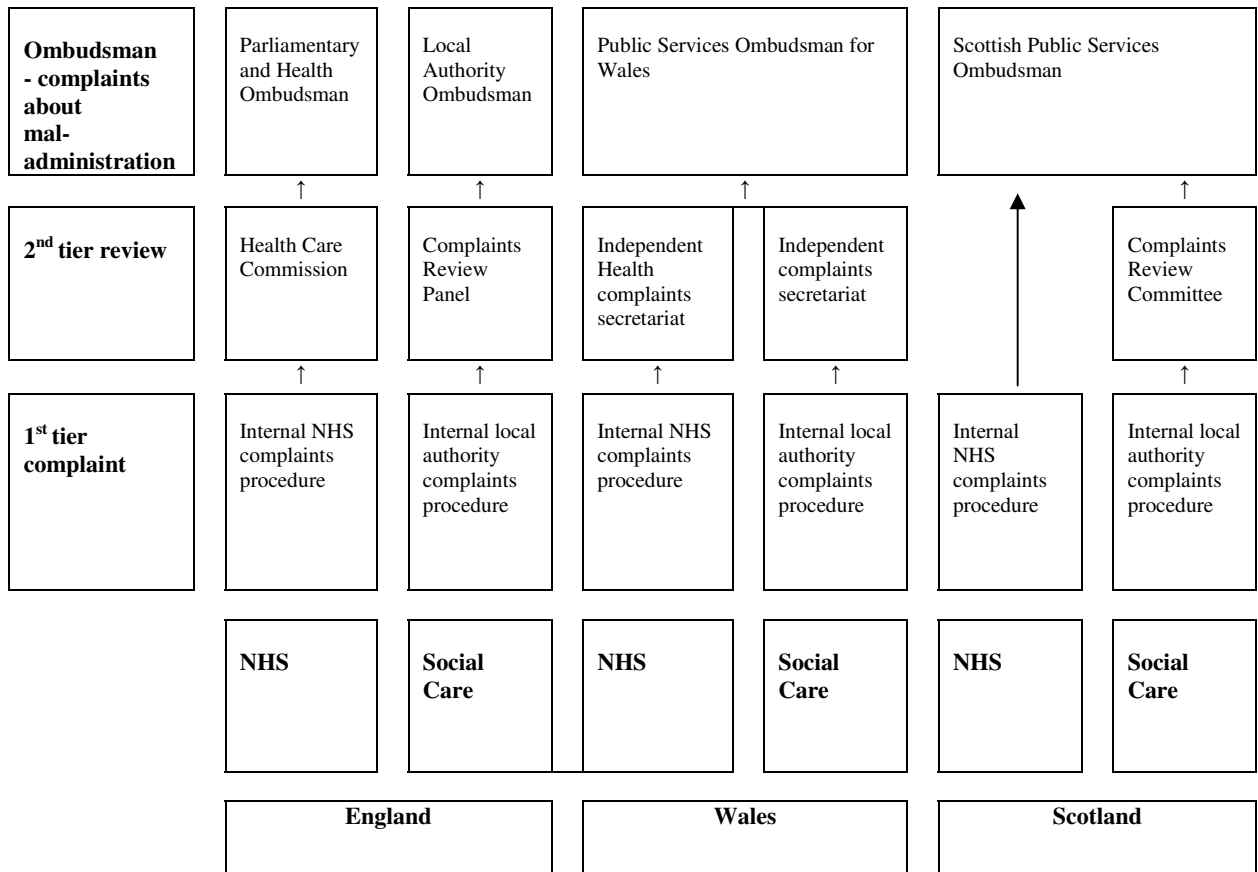 Ombudsman
- complaints
about
mal-
administration
Parliamentary
and Health
Ombudsman
Local
Authority
Ombudsman
Public Services Ombudsman for
Wales
Scottish Public Services
Ombudsman
↑
↑
↑
↑
2nd tier review
Health Care
Commission
Complaints
Review
Panel
Independent
Health
complaints
secretariat
Independent
complaints
secretariat
Complaints
Review
Committee
↑
↑
↑
↑
↑
1st tier
complaint
Internal NHS
complaints
procedure
Internal local
authority
complaints
procedure
Internal NHS
complaints
procedure
Internal local
authority
complaints
procedure
Internal
NHS
complaints
procedure
Internal local
authority
complaints
procedure
NHS
Social
Care
NHS
Social
Care
NHS
Social
Care
England
Wales
Scotland